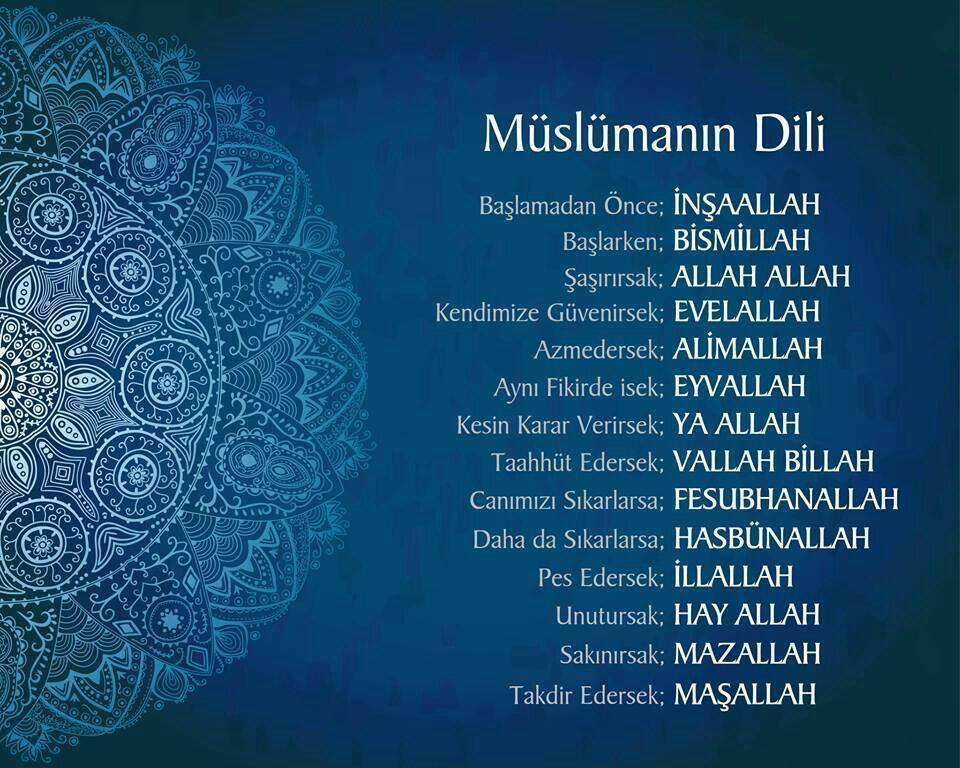 Müslümanın Dili
Başlamadan Önce; İNŞAALLAH
Başlarken; BİSMİLLAH
Şaşırırsak; ALLAH ALLAH
Kendimize Güvenirsek; EVELALLAH
Azmedersek; ALİMALLAH
Aynı Fikirde isek; EYVALLAH
Kesin Karar Verirsek; YA ALLAH
Taahhüt Edersek; VALLAH BİLLAH
Canımızı Sıkarlarsa; FESUBHANALLAH
Daha da Sıkarlarsa; HASBÜNALLAH
Pes Edersek; İLLALLAH
Unutursak; HAY ALLAH
Sakınırsak; MAZALLAH
Takdir Edersek; MAŞALLAH